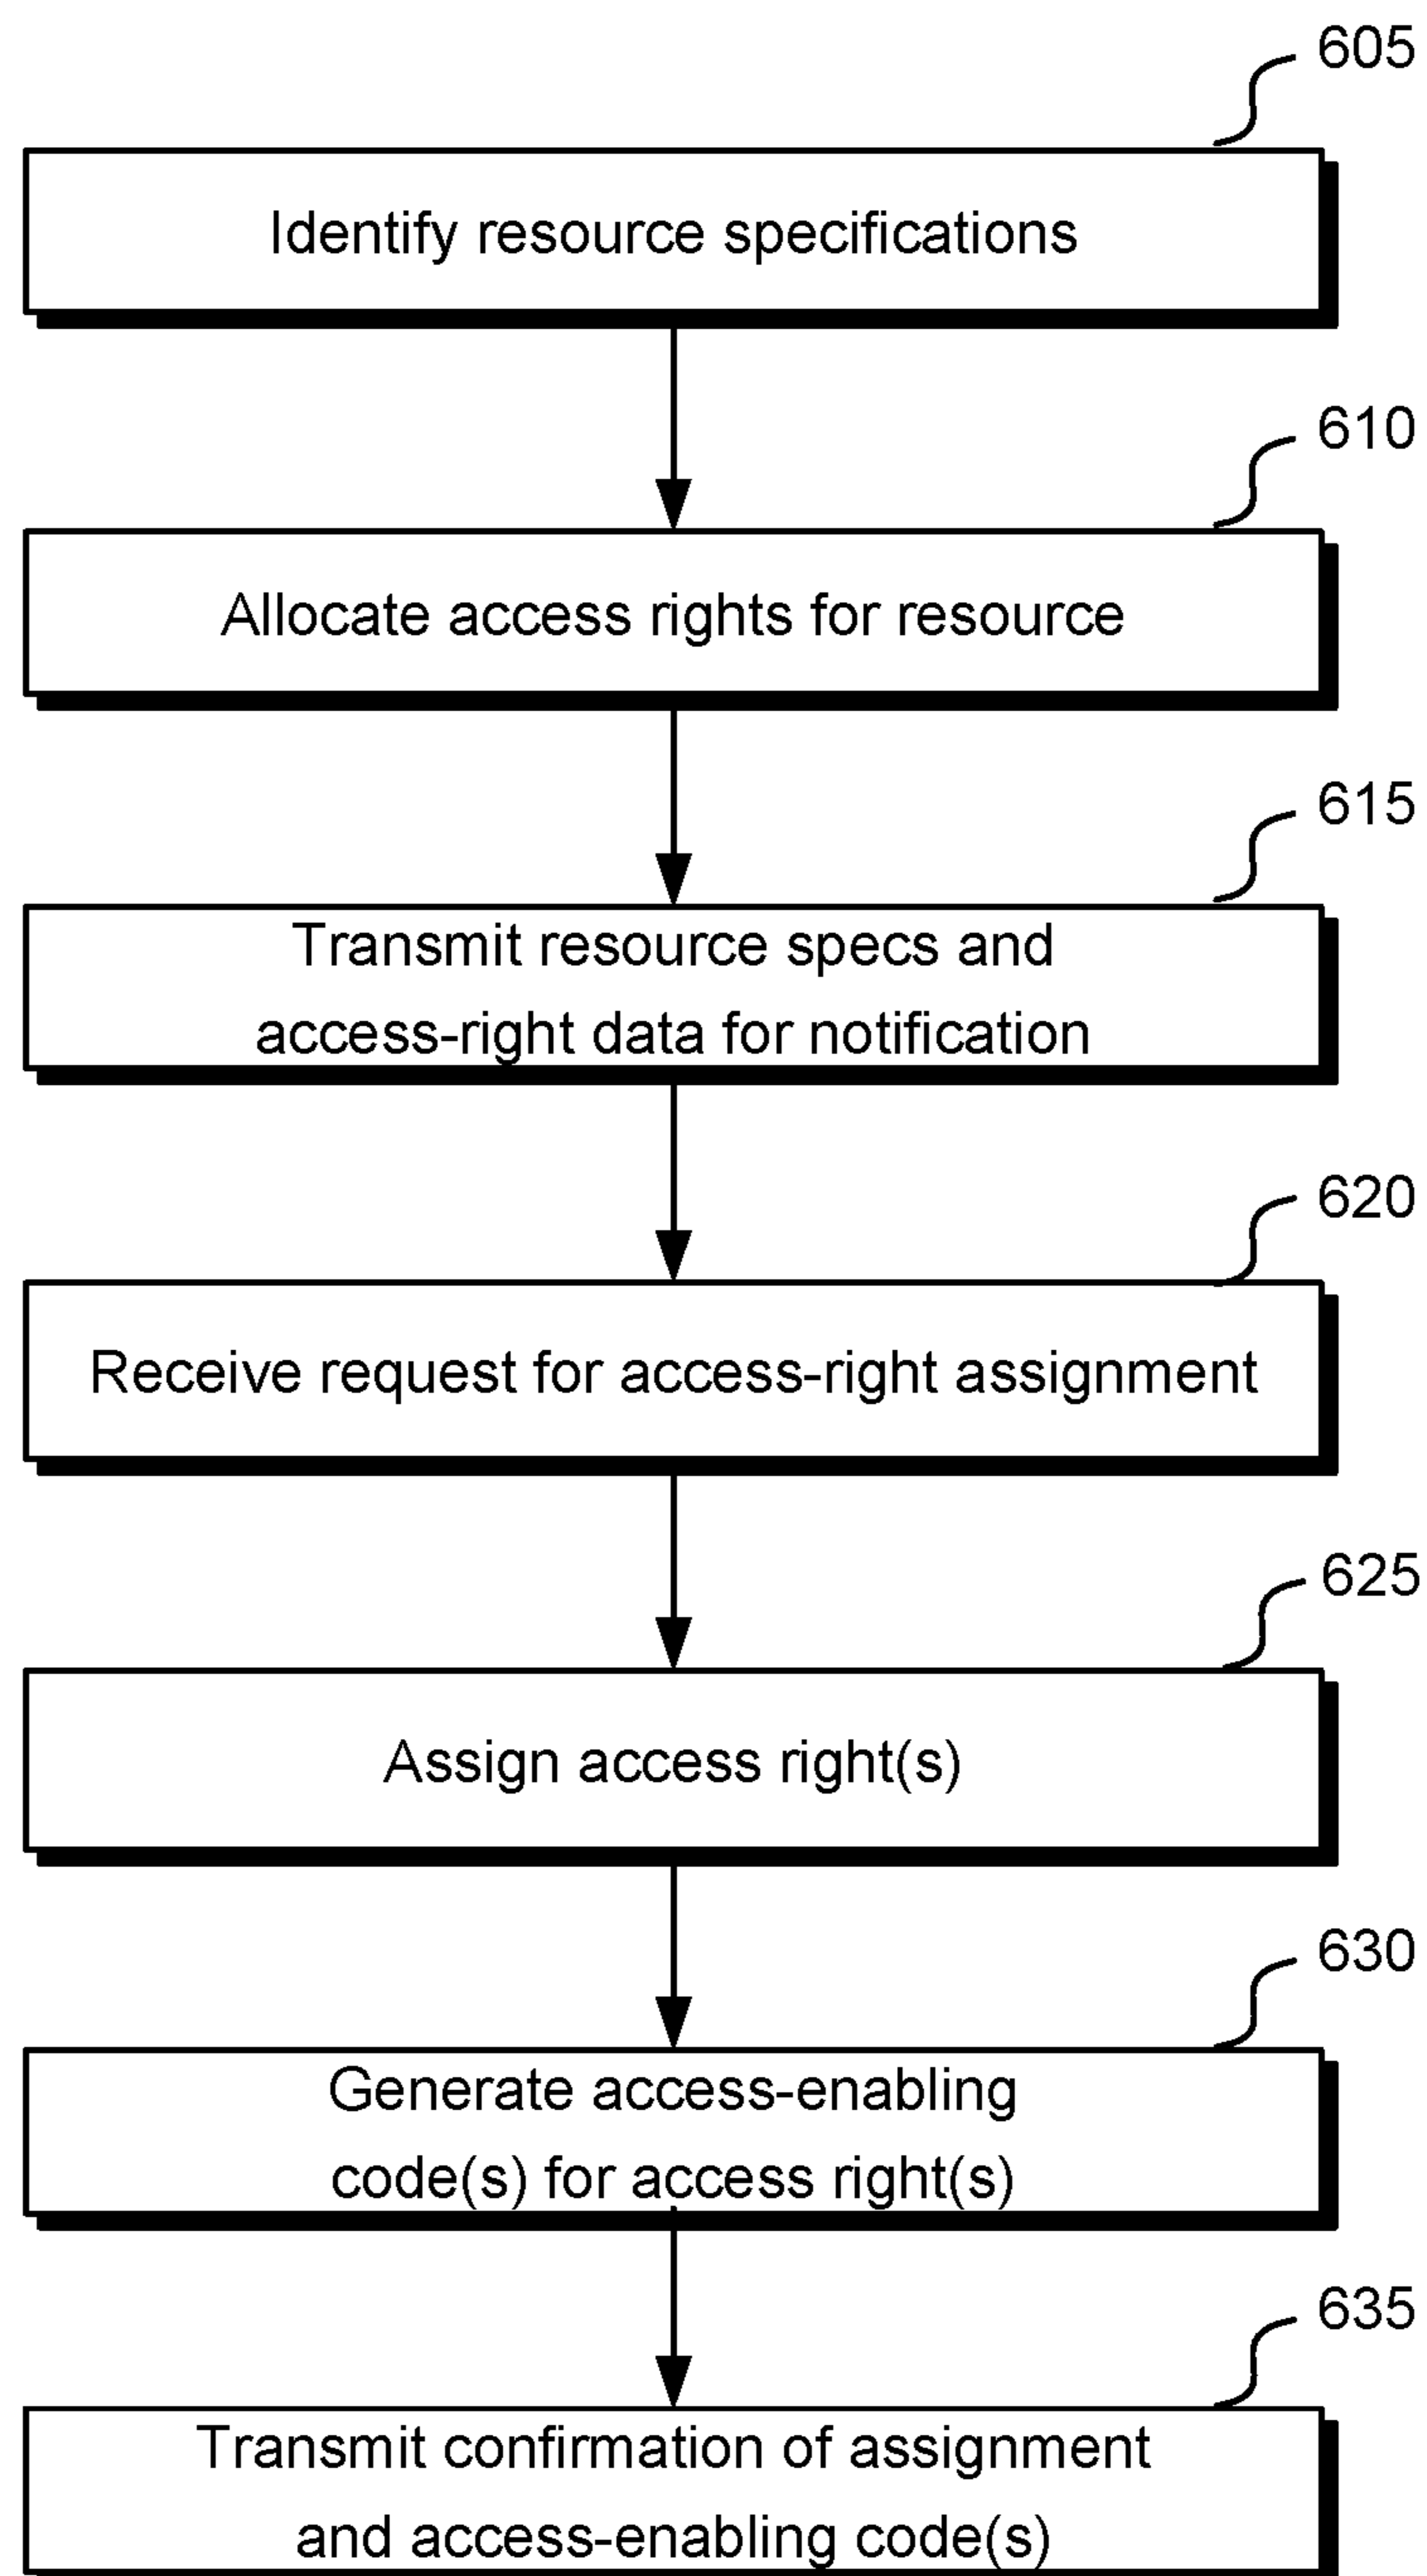 605
Identify resource specifications
610
Allocate access rights for resource
615
Transmit resource specs and
access-right data for notification
620
Receive request for access-right assignment
625
Assign access right(s)
630
Generate access-enabling
code(s) for access right(s)
635
Transmit confirmation of assignment
and access-enabling code(s)